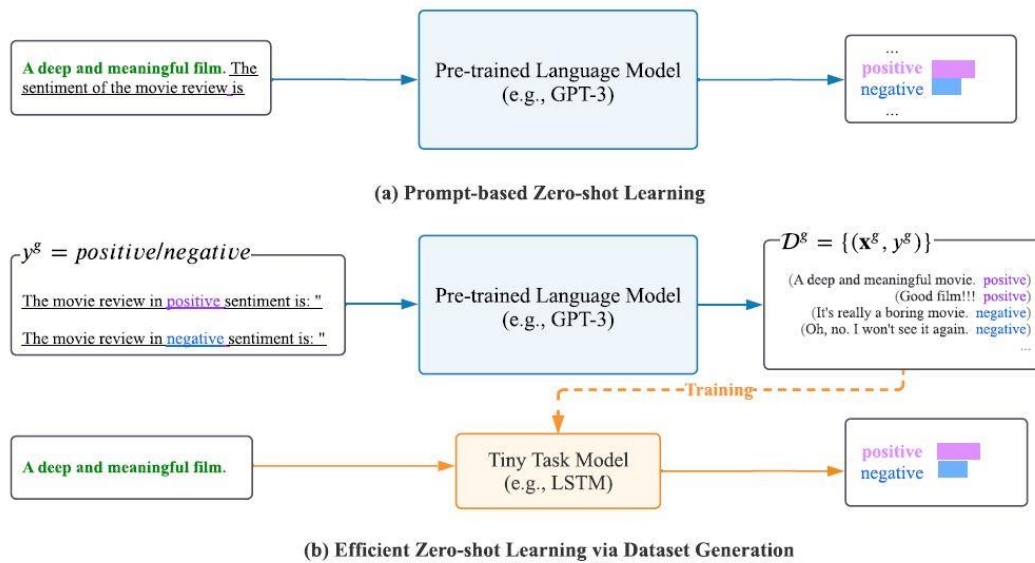 A deep and meaningful film. The
sentiment of the movie review is
Pre-trained Language Model
(e.g., GPT-3)
...
positive
negative
...
(a) Prompt-based Zero-shot Learning
y^g = positive/negative
The movie review in positive sentiment is: "
The movie review in negative sentiment is: "
Pre-trained Language Model
(e.g., GPT-3)
𝒟^g = {(𝐱^g, y^g)}
(A deep and meaningful movie. positve)
(Good film!!! positve)
(It's really a boring movie. negative)
(Oh, no. I won't see it again. negative)
...
Training
A deep and meaningful film.
Tiny Task Model
(e.g., LSTM)
positive
negative
(b) Efficient Zero-shot Learning via Dataset Generation